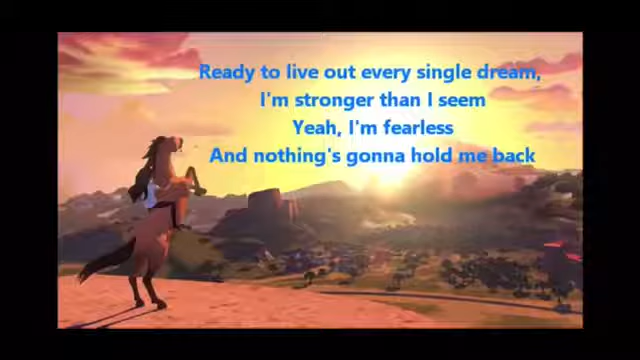 Ready to live out every single dream,
I'm stronger than I seem
Yeah, I'm fearless
And nothing's gonna hold me back